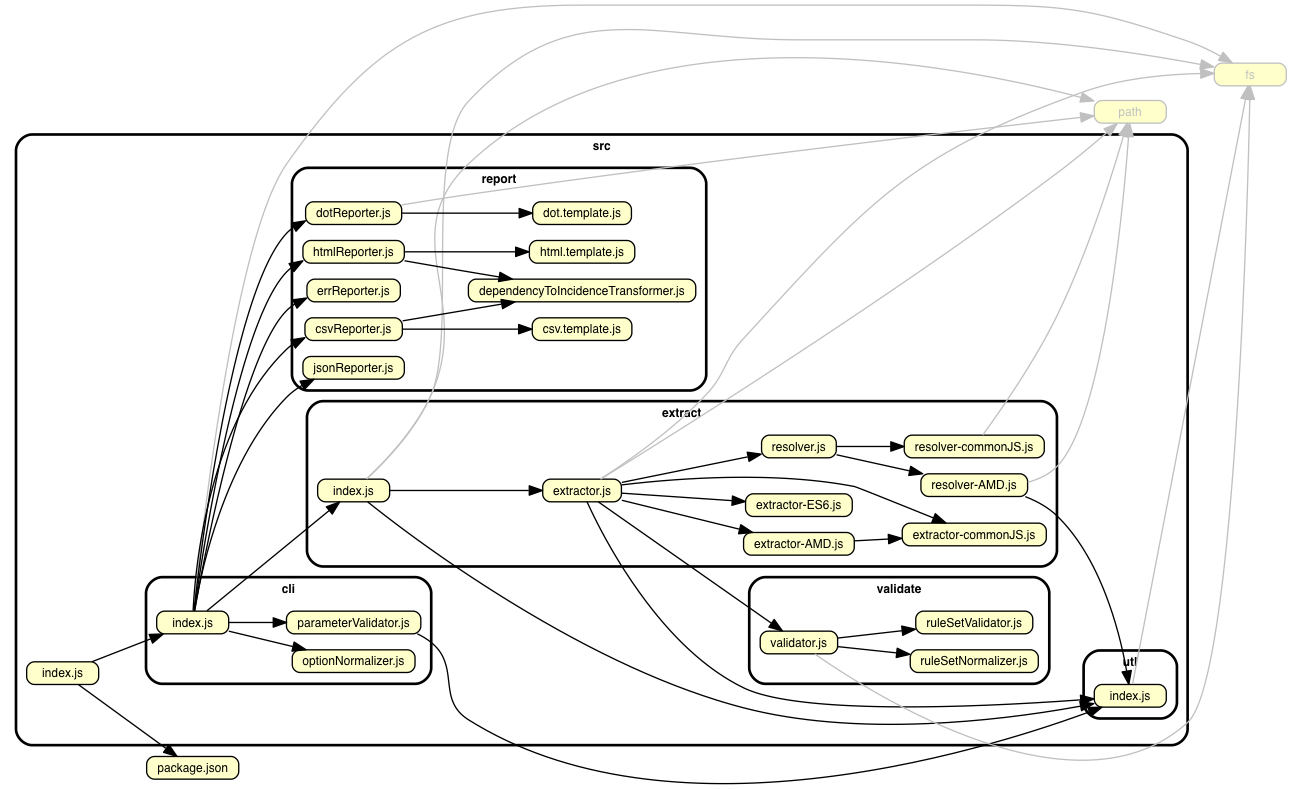 fs
path
src
report
dotReporter.js
dot.template.js
htmlReporter.js
html.template.js
errReporter.js
dependencyToIncidenceTransformer.js
csvReporter.js
csv.template.js
jsonReporter.js
extract
resolver.js
resolver-commonJS.js
index.js
extractor.js
resolver-AMD.js
extractor-ES6.js
extractor-AMD.js
extractor-commonJS.js
cli
index.js
parameterValidator.js
optionNormalizer.js
validate
validator.js
ruleSetValidator.js
ruleSetNormalizer.js
utl
index.js
index.js
package.json